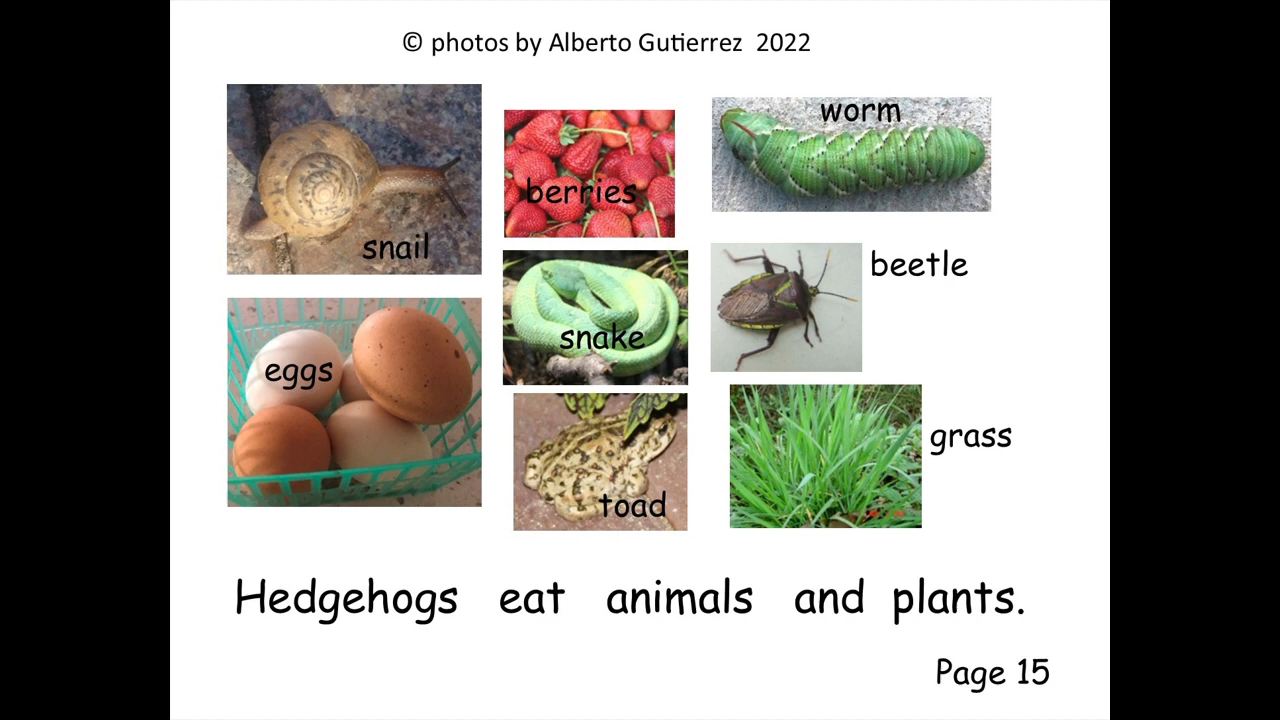 © photos by Alberto Gutierrez 2022
worm
berries
snail
beetle
snake
eggs
grass
toad
Hedgehogs eat animals and plants.
Page 15